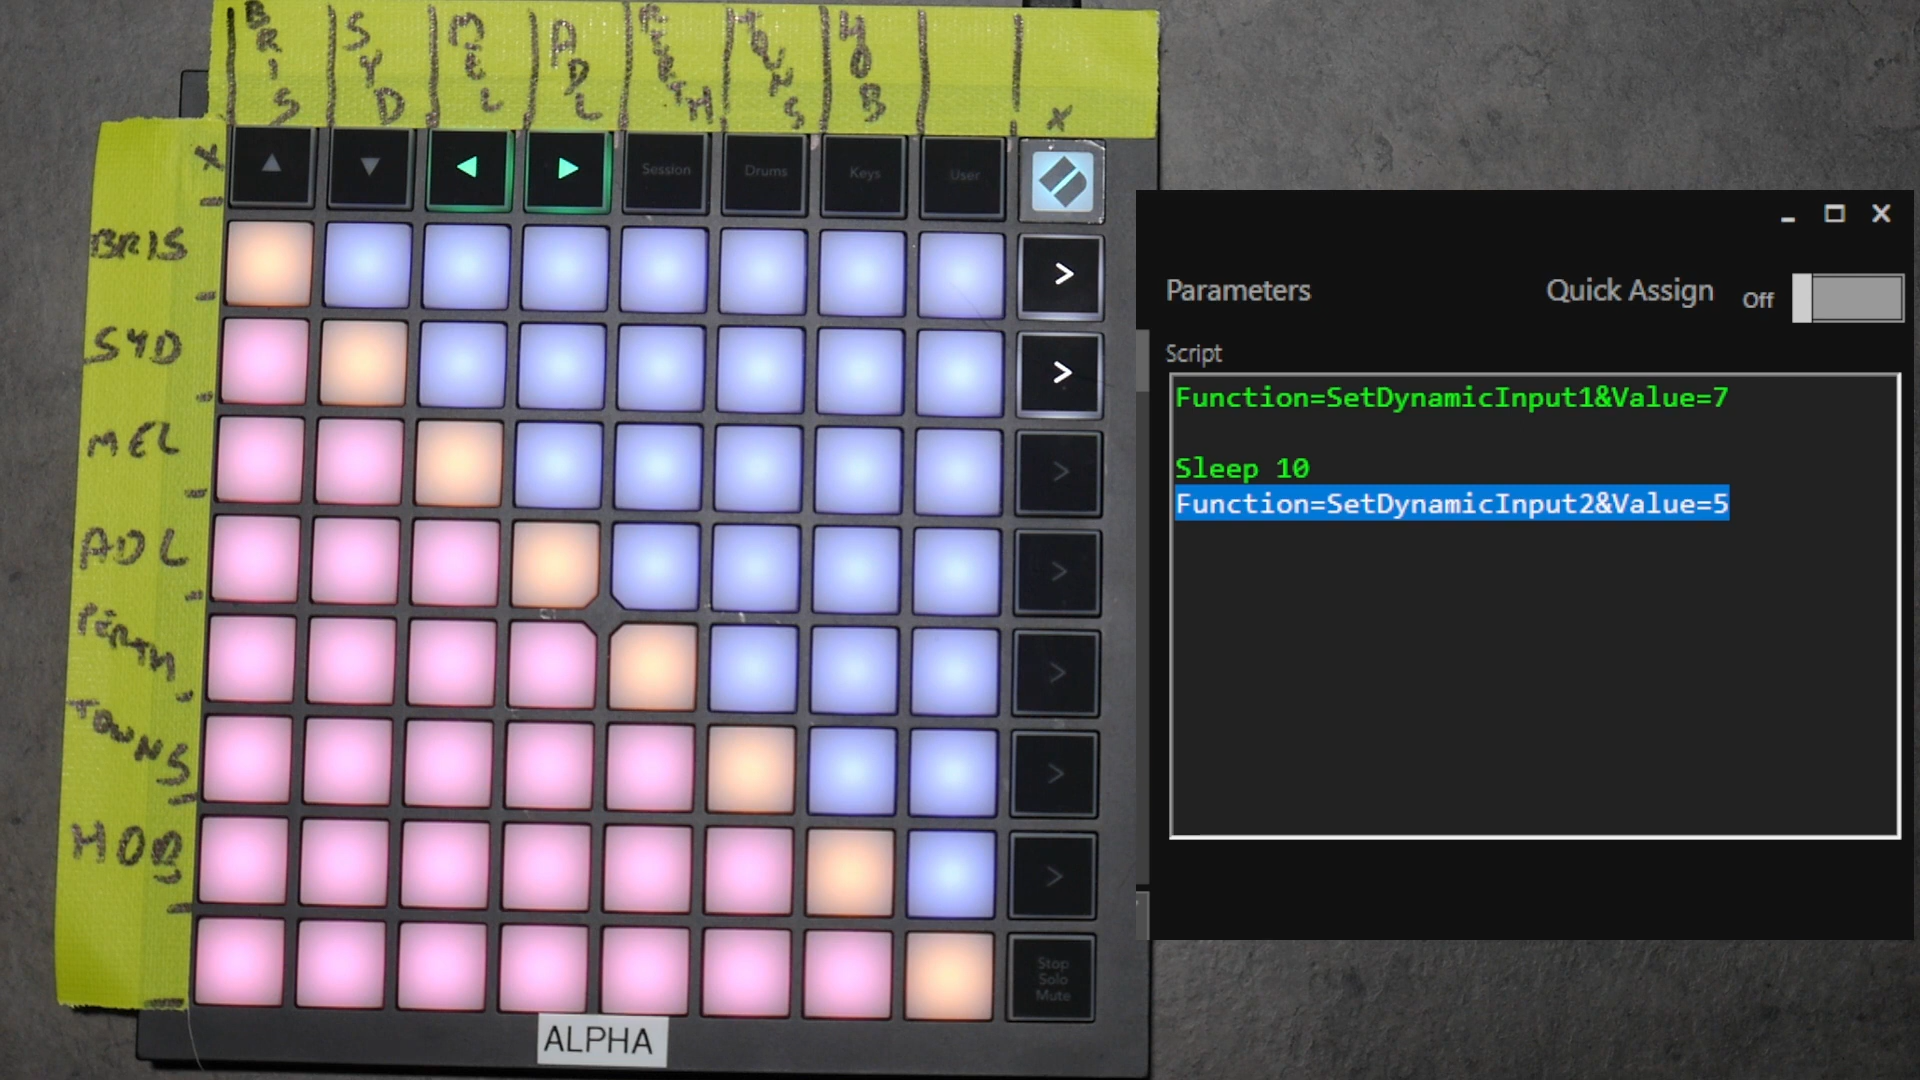 BRIS
SYD
MEL
ADL
PERTH
TOWNS
HOB
X
X
Session
Drums
Keys
User
BRIS
SYD
MEL
ADL
PERTH
TOWNS
HOB
>
>
>
>
>
>
>
Stop
Solo
Mute
ALPHA
Parameters
Quick Assign
Off
Script
Function=SetDynamicInput1&Value=7
Sleep 10
Function=SetDynamicInput2&Value=5